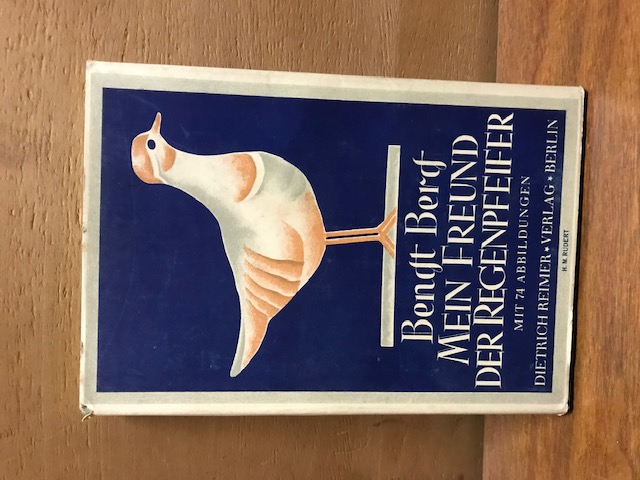 Bengt Berg
MEIN FREUND
DER REGENPFEIFER
MIT 74 ABBILDUNGEN
DIETRICH REIMER ★ VERLAG ★ BERLIN
H. M. RUDERT